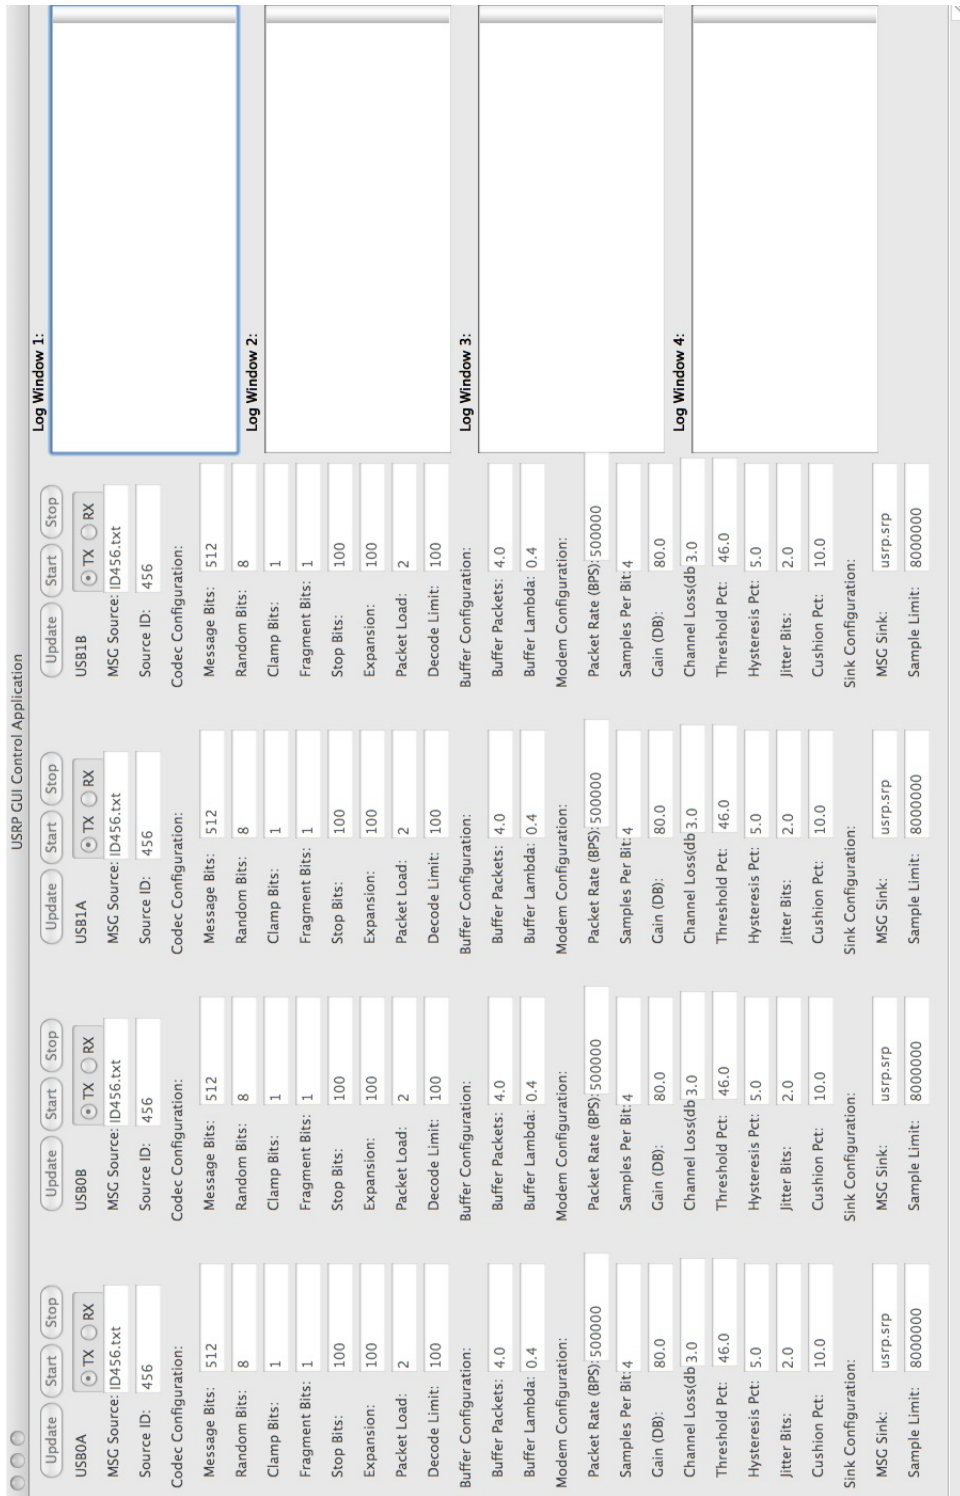 USRP GUI Control Application
Update Start Stop
USB0A
TX RX
MSG Source: ID456.txt
Source ID: 456
Codec Configuration:
Message Bits: 512
Random Bits: 8
Clamp Bits: 1
Fragment Bits: 1
Stop Bits: 100
Expansion: 100
Packet Load: 2
Decode Limit: 100
Buffer Configuration:
Buffer Packets: 4.0
Buffer Lambda: 0.4
Modem Configuration:
Packet Rate (BPS): 500000
Samples Per Bit: 4
Gain (DB): 80.0
Channel Loss(db 3.0
Threshold Pct: 46.0
Hysteresis Pct: 5.0
Jitter Bits: 2.0
Cushion Pct: 10.0
Sink Configuration:
MSG Sink: usrp.srp
Sample Limit: 8000000
Update Start Stop
USB0B
TX RX
MSG Source: ID456.txt
Source ID: 456
Codec Configuration:
Message Bits: 512
Random Bits: 8
Clamp Bits: 1
Fragment Bits: 1
Stop Bits: 100
Expansion: 100
Packet Load: 2
Decode Limit: 100
Buffer Configuration:
Buffer Packets: 4.0
Buffer Lambda: 0.4
Modem Configuration:
Packet Rate (BPS): 500000
Samples Per Bit: 4
Gain (DB): 80.0
Channel Loss(db 3.0
Threshold Pct: 46.0
Hysteresis Pct: 5.0
Jitter Bits: 2.0
Cushion Pct: 10.0
Sink Configuration:
MSG Sink: usrp.srp
Sample Limit: 8000000
Update Start Stop
USB1A
TX RX
MSG Source: ID456.txt
Source ID: 456
Codec Configuration:
Message Bits: 512
Random Bits: 8
Clamp Bits: 1
Fragment Bits: 1
Stop Bits: 100
Expansion: 100
Packet Load: 2
Decode Limit: 100
Buffer Configuration:
Buffer Packets: 4.0
Buffer Lambda: 0.4
Modem Configuration:
Packet Rate (BPS): 500000
Samples Per Bit: 4
Gain (DB): 80.0
Channel Loss(db 3.0
Threshold Pct: 46.0
Hysteresis Pct: 5.0
Jitter Bits: 2.0
Cushion Pct: 10.0
Sink Configuration:
MSG Sink: usrp.srp
Sample Limit: 8000000
Update Start Stop
USB1B
TX RX
MSG Source: ID456.txt
Source ID: 456
Codec Configuration:
Message Bits: 512
Random Bits: 8
Clamp Bits: 1
Fragment Bits: 1
Stop Bits: 100
Expansion: 100
Packet Load: 2
Decode Limit: 100
Buffer Configuration:
Buffer Packets: 4.0
Buffer Lambda: 0.4
Modem Configuration:
Packet Rate (BPS): 500000
Samples Per Bit: 4
Gain (DB): 80.0
Channel Loss(db 3.0
Threshold Pct: 46.0
Hysteresis Pct: 5.0
Jitter Bits: 2.0
Cushion Pct: 10.0
Sink Configuration:
MSG Sink: usrp.srp
Sample Limit: 8000000
Log Window 1:
Log Window 2:
Log Window 3:
Log Window 4: